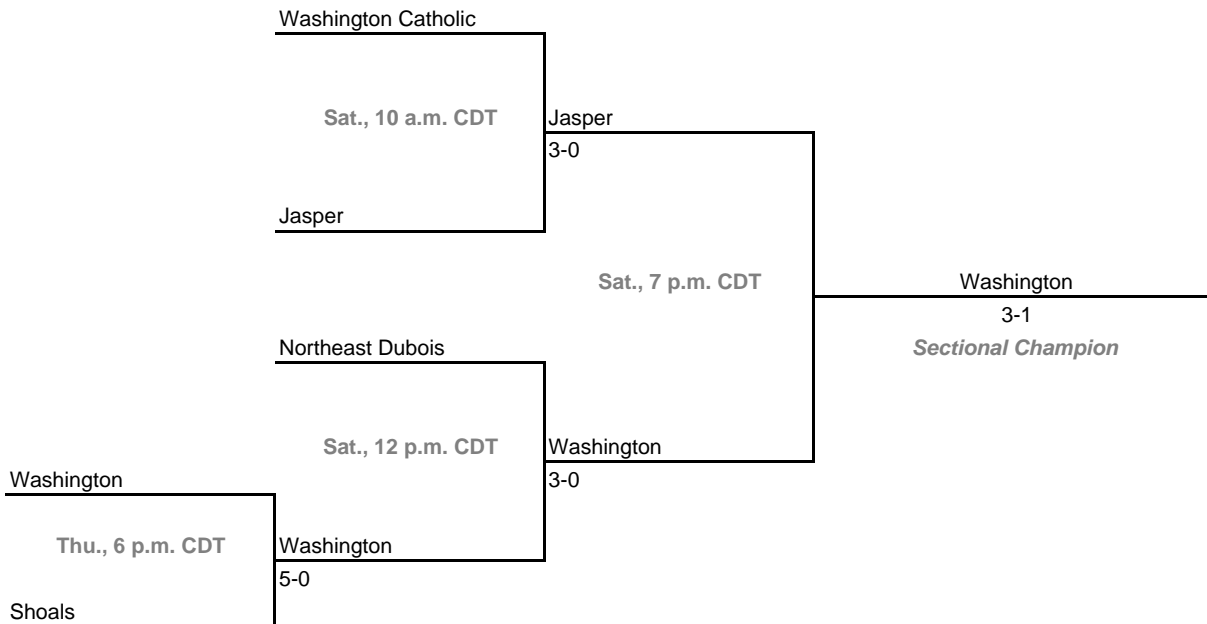 Washington Catholic
Sat., 10 a.m. CDT
Jasper
3-0
Jasper
Sat., 7 p.m. CDT
Washington
3-1
Sectional Champion
Northeast Dubois
Sat., 12 p.m. CDT
Washington
3-0
Washington
Thu., 6 p.m. CDT
Washington
5-0
Shoals